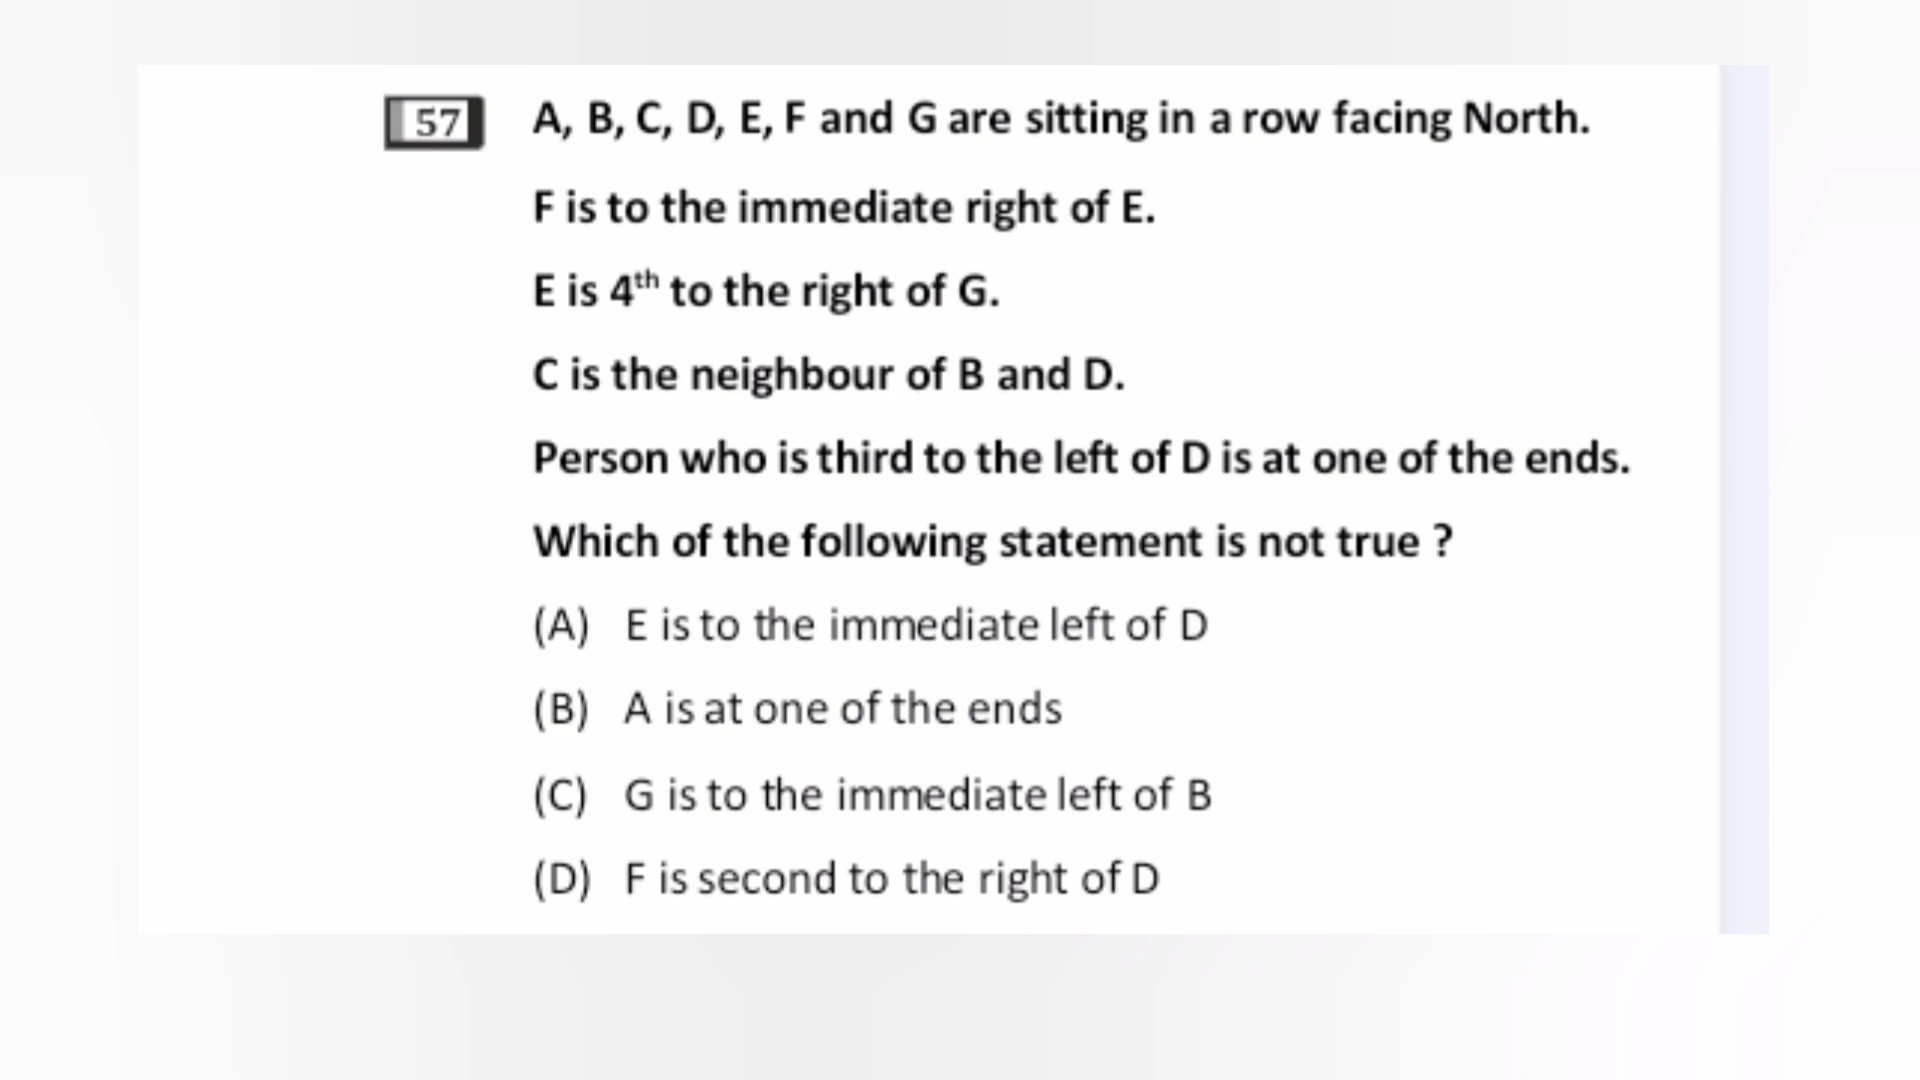 57 A, B, C, D, E, F and G are sitting in a row facing North.
F is to the immediate right of E.
E is 4th to the right of G.
C is the neighbour of B and D.
Person who is third to the left of D is at one of the ends.
Which of the following statement is not true ?
(A) E is to the immediate left of D
(B) A is at one of the ends
(C) G is to the immediate left of B
(D) F is second to the right of D